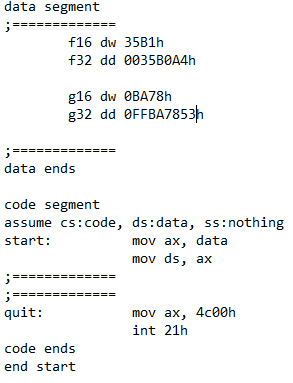 data segment
;=============
f16 dw 35B1h
f32 dd 0035B0A4h
g16 dw 0BA78h
g32 dd 0FFBA7853h
;=============
data ends
code segment
assume cs:code, ds:data, ss:nothing
start: mov ax, data
mov ds, ax
;=============
;=============
quit: mov ax, 4c00h
int 21h
code ends
end start